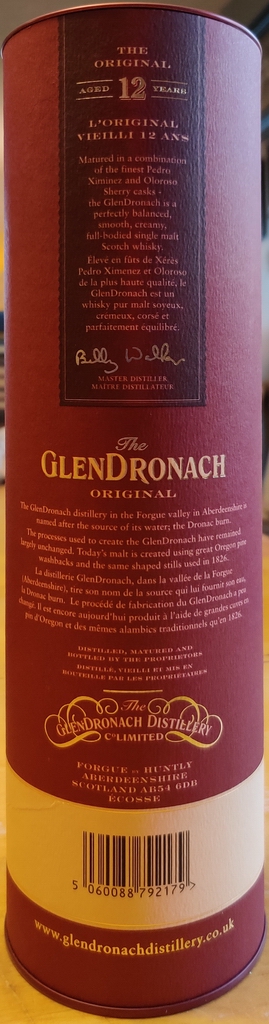 THE
ORIGINAL
AGED 12 YEARS
L'ORIGINAL
VIEILLI 12 ANS
Matured in a combination
of the finest Pedro
Ximinez and Oloroso
Sherry casks -
the GlenDronach is a
perfectly balanced,
smooth, creamy,
full-bodied single malt
Scotch whisky.
Élevé en fûts de Xérès
Pedro Ximenez et Oloroso
de la plus haute qualité, le
GlenDronach est un
whisky pur malt soyeux,
crémeux, corsé et
parfaitement équilibré.
Billy Walker
MASTER DISTILLER
MAÎTRE DISTILLATEUR
The
GLENDRONACH
ORIGINAL
The GlenDronach distillery in the Forgue valley in Aberdeenshire is
named after the source of its water; the Dronac burn.
The processes used to create the GlenDronach have remained
largely unchanged. Today's malt is created using great Oregon pine
washbacks and the same shaped stills used in 1826.
La distillerie GlenDronach, dans la vallée de la Forgue
(Aberdeenshire), tire son nom de la source qui lui fournit son eau,
la Dronac burn. Le procédé de fabrication du GlenDronach a peu
changé. Il est encore aujourd'hui produit à l'aide de grandes cuves en
pin d'Oregon et des mêmes alambics traditionnels qu'en 1826.
DISTILLED, MATURED AND
BOTTLED BY THE PROPRIETORS
DISTILLÉ, VIEILLI ET MIS EN
BOUTEILLE PAR LES PROPRIÉTAIRES
The
GLENDRONACH DISTILLERY
Co LIMITED
FORGUE BY HUNTLY
ABERDEENSHIRE
SCOTLAND AB54 6DB
ÉCOSSE
5 060088 792179 >
www.glendronachdistillery.co.uk